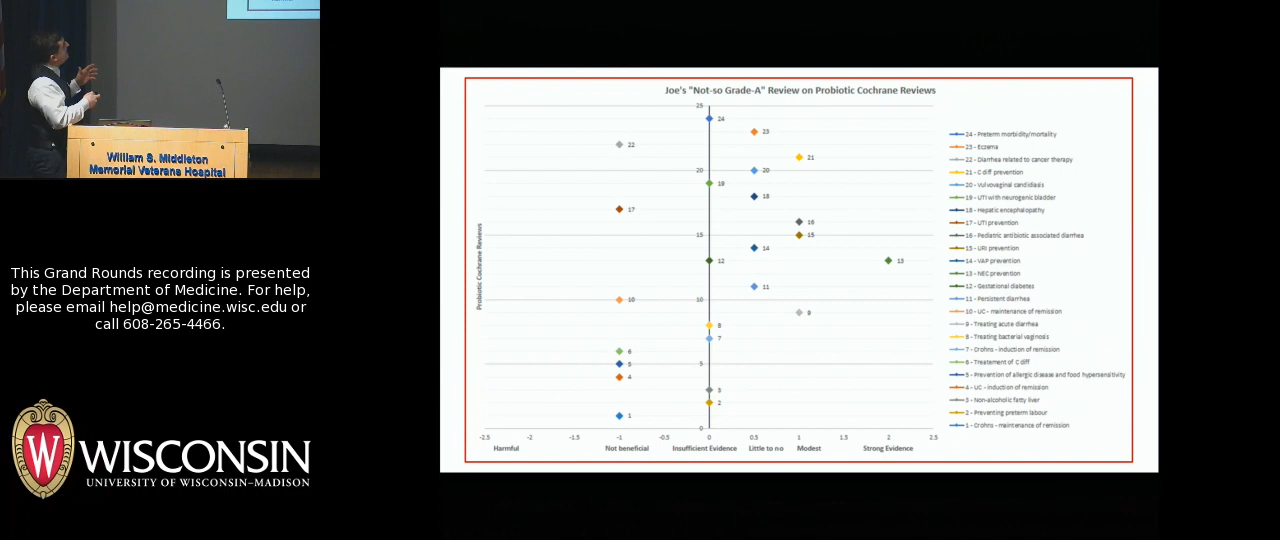 William S. Middleton
Memorial Veterans Hospital
This Grand Rounds recording is presented
by the Department of Medicine. For help,
please email help@medicine.wisc.edu or
call 608-265-4466.
W
WISCONSIN
UNIVERSITY OF WISCONSIN–MADISON
Joe's "Not-so Grade-A" Review on Probiotic Cochrane Reviews
Probiotic Cochrane Reviews
25
20
15
10
5
0
24
23
22
21
20
19
18
17
16
15
14
13
12
11
10
9
8
7
6
5
4
3
2
1
-2.5 -2 -1.5 -1 -0.5 0 0.5 1 1.5 2 2.5
Harmful Not beneficial Insufficient Evidence Little to no Modest Strong Evidence
24 - Preterm morbidity/mortality
23 - Eczema
22 - Diarrhea related to cancer therapy
21 - C diff prevention
20 - Vulvovaginal candidiasis
19 - UTI with neurogenic bladder
18 - Hepatic encephalopathy
17 - UTI prevention
16 - Pediatric antibiotic associated diarrhea
15 - URI prevention
14 - VAP prevention
13 - NEC prevention
12 - Gestational diabetes
11 - Persistent diarrhea
10 - UC - maintenance of remission
9 - Treating acute diarrhea
8 - Treating bacterial vaginosis
7 - Crohns - induction of remission
6 - Treatement of C diff
5 - Prevention of allergic disease and food hypersensitivity
4 - UC - induction of remission
3 - Non-alcoholic fatty liver
2 - Preventing preterm labour
1 - Crohns - maintenance of remission